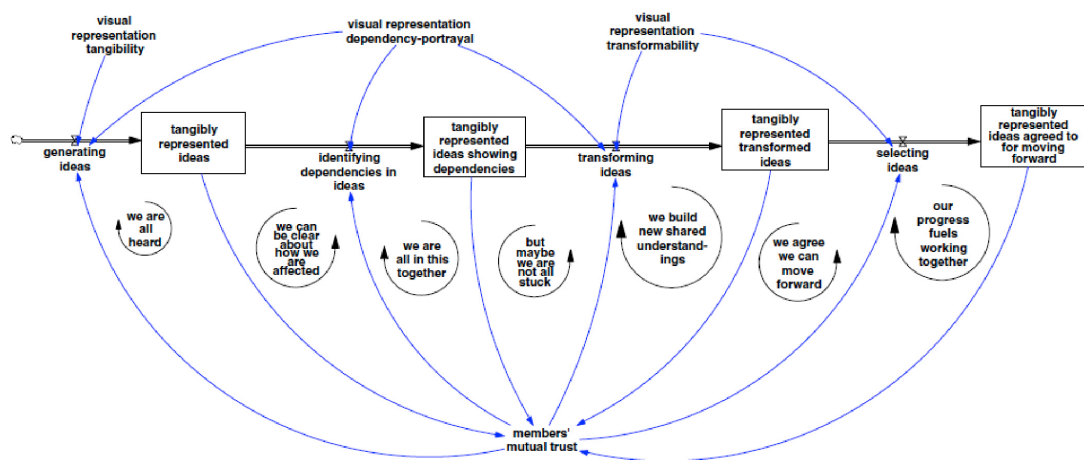 visual
representation
tangibility
visual representation
dependency-portrayal
visual
representation
transformability
tangibly
represented
ideas
tangibly
represented
ideas showing
dependencies
tangibly
represented
transformed
ideas
tangibly
represented
ideas agreed to
for moving
forward
generating
ideas
identifying
dependencies in
ideas
transforming
ideas
selecting
ideas
we are
all
heard
we can
be clear
about
how we
are
affected
we are
all in this
together
but
maybe
we are
not all
stuck
we build
new shared
understand-
ings
we agree
we can
move
forward
our
progress
fuels
working
together
members'
mutual trust